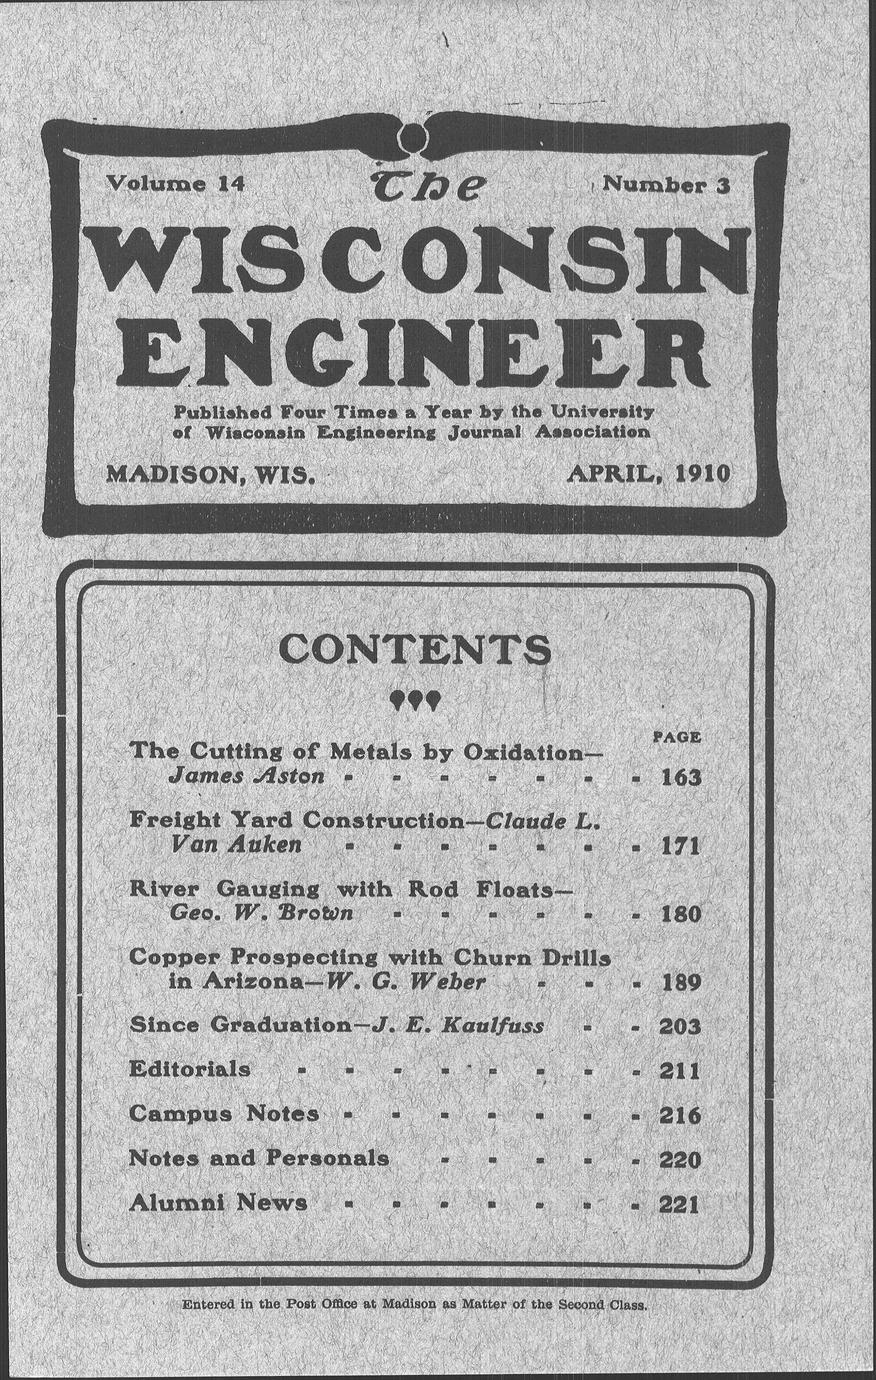 Volume 14 The Number 3
WISCONSIN
ENGINEER
Published Four Times a Year by the University
of Wisconsin Engineering Journal Association
MADISON, WIS. APRIL, 1910
CONTENTS
PAGE
The Cutting of Metals by Oxidation—
James Aston - - - - - - - 163
Freight Yard Construction—Claude L.
Van Auken - - - - - - - 171
River Gauging with Rod Floats—
Geo. W. Brown - - - - - - 180
Copper Prospecting with Churn Drills
in Arizona—W. G. Weber - - - 189
Since Graduation—J. E. Kaulfuss - - 203
Editorials - - - - - - - - 211
Campus Notes - - - - - - - 216
Notes and Personals - - - - - 220
Alumni News - - - - - - - 221
Entered in the Post Office at Madison as Matter of the Second Class.